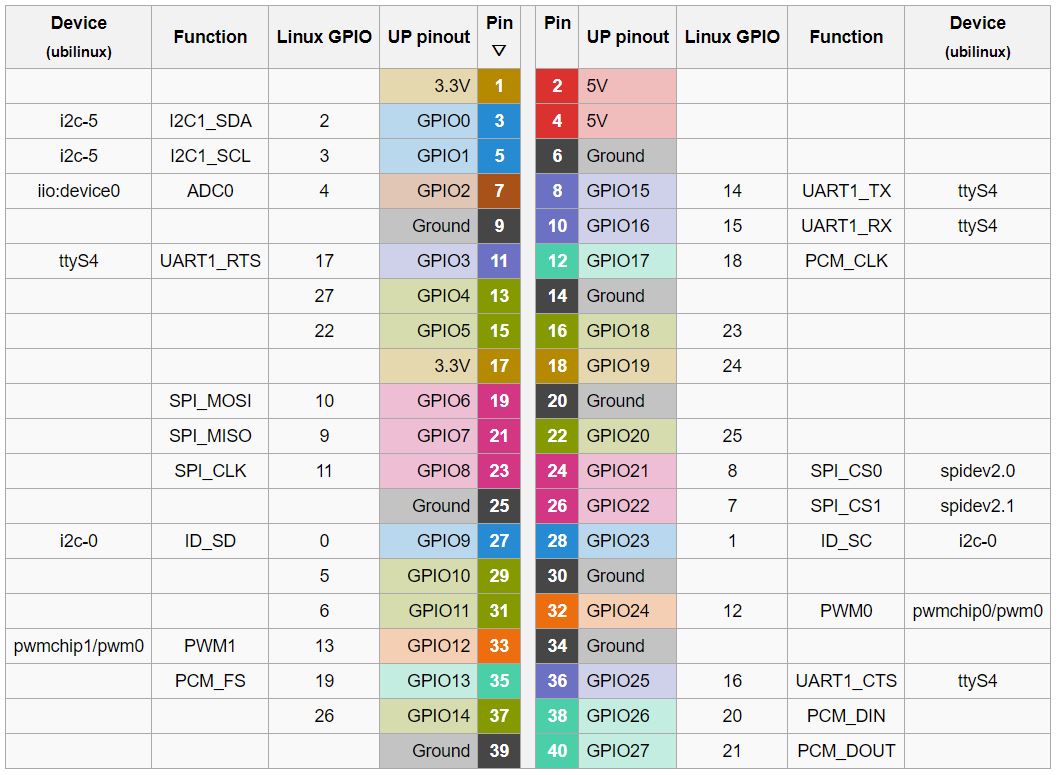 Device (ubilinux) Function Linux GPIO UP pinout Pin ▽ Pin UP pinout Linux GPIO Function Device (ubilinux)
3.3V 1 2 5V
i2c-5 I2C1_SDA 2 GPIO0 3 4 5V
i2c-5 I2C1_SCL 3 GPIO1 5 6 Ground
iio:device0 ADC0 4 GPIO2 7 8 GPIO15 14 UART1_TX ttyS4
Ground 9 10 GPIO16 15 UART1_RX ttyS4
ttyS4 UART1_RTS 17 GPIO3 11 12 GPIO17 18 PCM_CLK
27 GPIO4 13 14 Ground
22 GPIO5 15 16 GPIO18 23
3.3V 17 18 GPIO19 24
SPI_MOSI 10 GPIO6 19 20 Ground
SPI_MISO 9 GPIO7 21 22 GPIO20 25
SPI_CLK 11 GPIO8 23 24 GPIO21 8 SPI_CS0 spidev2.0
Ground 25 26 GPIO22 7 SPI_CS1 spidev2.1
i2c-0 ID_SD 0 GPIO9 27 28 GPIO23 1 ID_SC i2c-0
5 GPIO10 29 30 Ground
6 GPIO11 31 32 GPIO24 12 PWM0 pwmchip0/pwm0
pwmchip1/pwm0 PWM1 13 GPIO12 33 34 Ground
PCM_FS 19 GPIO13 35 36 GPIO25 16 UART1_CTS ttyS4
26 GPIO14 37 38 GPIO26 20 PCM_DIN
Ground 39 40 GPIO27 21 PCM_DOUT